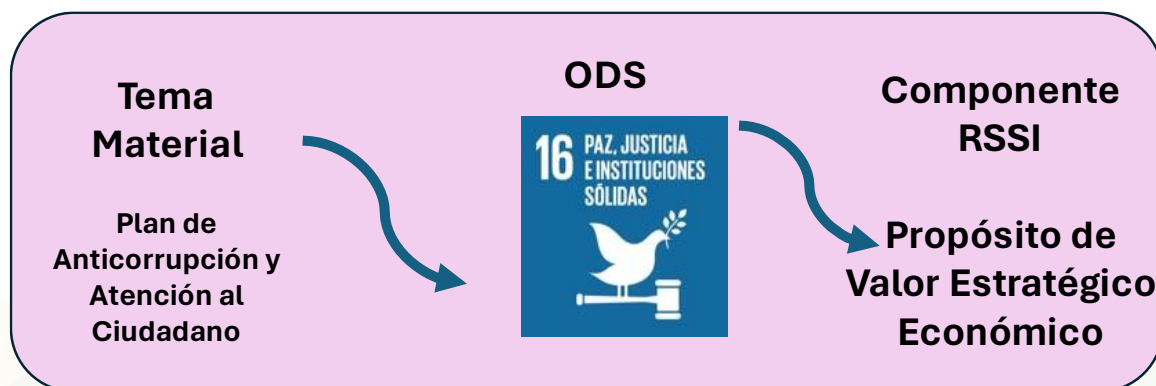 Tema
Material
Plan de
Anticorrupción y
Atención al
Ciudadano
ODS
16 PAZ, JUSTICIA
E INSTITUCIONES
SÓLIDAS
Componente
RSSI
Propósito de
Valor Estratégico
Económico